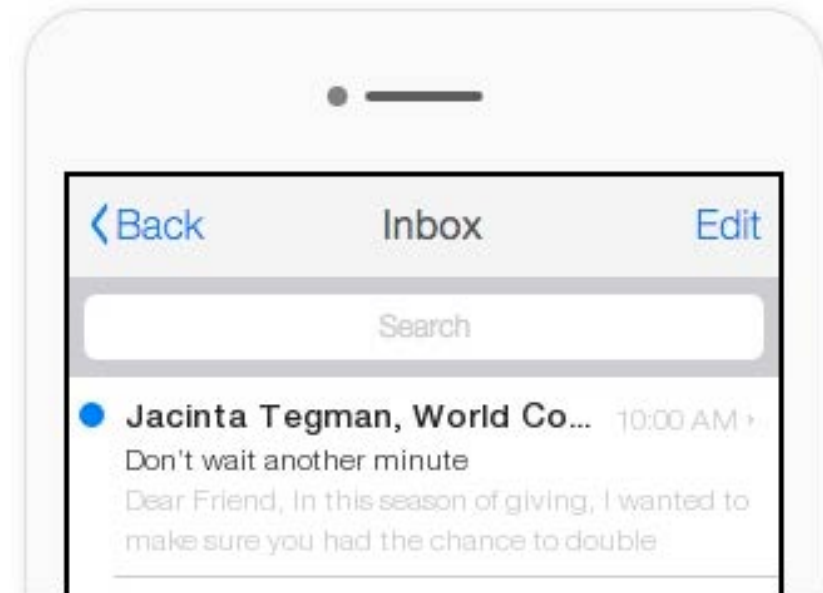 Back Inbox Edit
Search
Jacinta Tegman, World Co... 10:00 AM
Don't wait another minute
Dear Friend, In this season of giving, I wanted to
make sure you had the chance to double